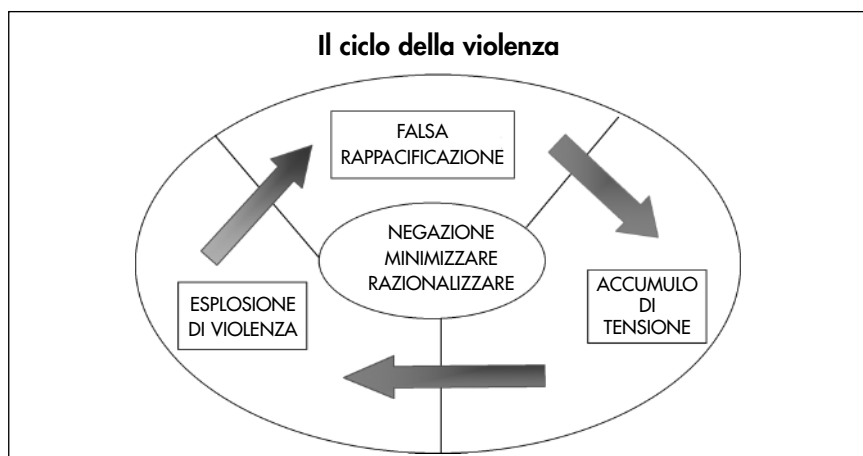 Il ciclo della violenza
FALSA
RAPPACIFICAZIONE
NEGAZIONE
MINIMIZZARE
RAZIONALIZZARE
ESPLOSIONE
DI VIOLENZA
ACCUMULO
DI
TENSIONE